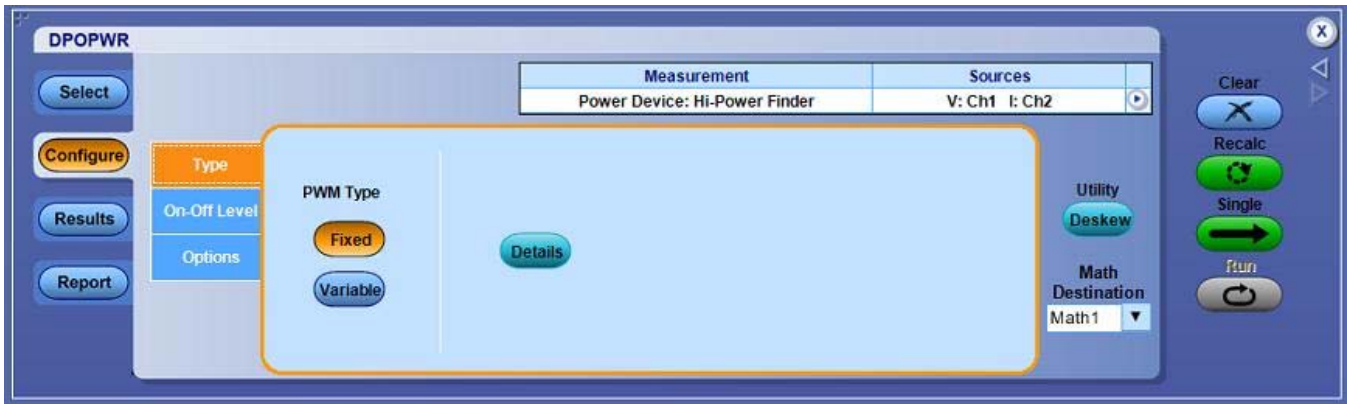 DPOPWR
X
Select
Configure
Results
Report
Measurement Sources
Power Device: Hi-Power Finder V: Ch1 I: Ch2
Type
On-Off Level
Options
PWM Type
Fixed
Variable
Details
Utility
Deskew
Math
Destination
Math1
Clear
Recalc
Single
Run